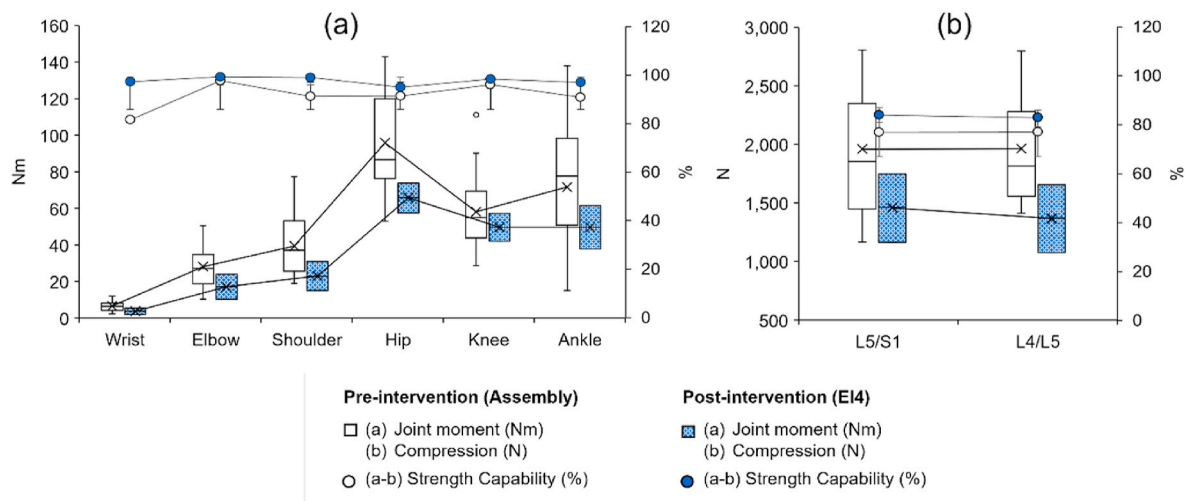 (a)
(b)
160
140
120
100
80
60
40
20
0
Nm
120
100
80
60
40
20
0
%
Wrist Elbow Shoulder Hip Knee Ankle
3,000
2,500
2,000
1,500
1,000
500
N
120
100
80
60
40
20
0
%
L5/S1 L4/L5
Pre-intervention (Assembly)
(a) Joint moment (Nm)
(b) Compression (N)
(a-b) Strength Capability (%)
Post-intervention (EI4)
(a) Joint moment (Nm)
(b) Compression (N)
(a-b) Strength Capability (%)